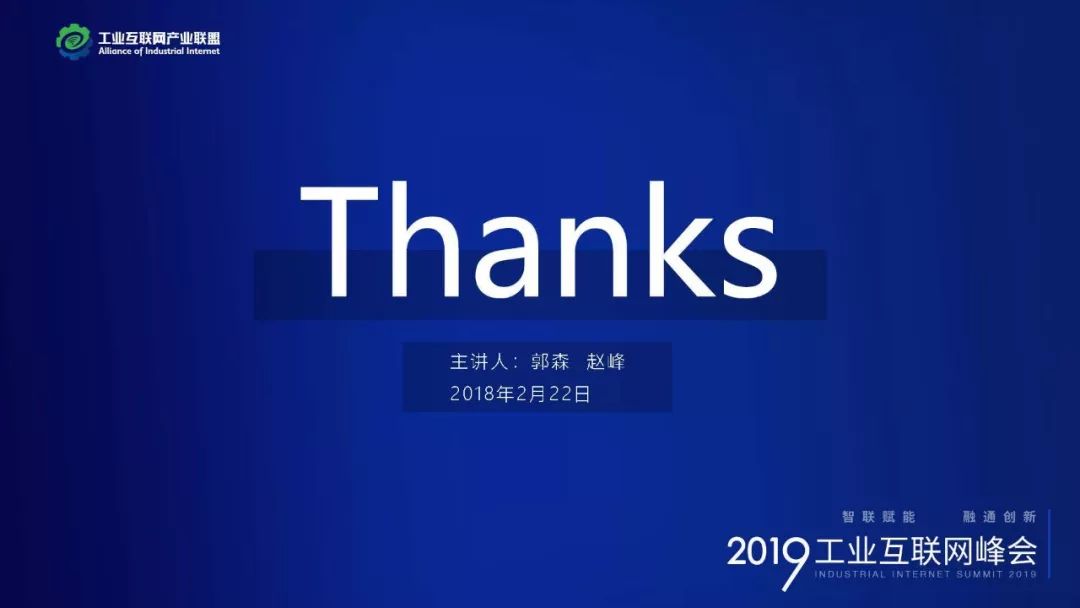 工业互联网产业联盟
Alliance of Industrial Internet
Thanks
主讲人：郭森 赵峰
2018年2月22日
智联赋能 融通创新
2019工业互联网峰会
INDUSTRIAL INTERNET SUMMIT 2019